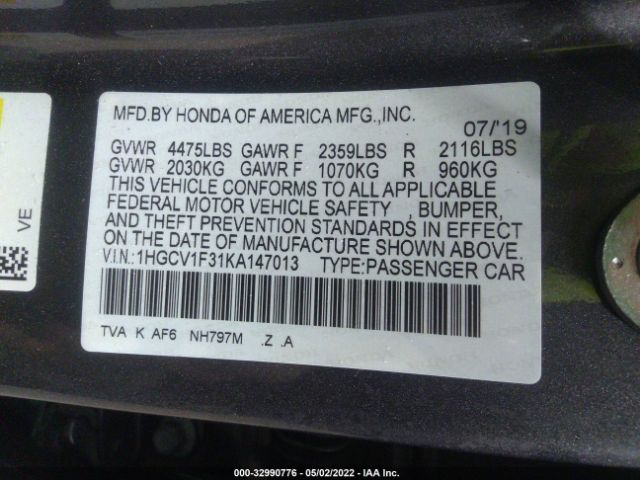 MFD.BY HONDA OF AMERICA MFG.,INC.
07/'19
GVWR 4475LBS GAWR F 2359LBS R 2116LBS
GVWR 2030KG GAWR F 1070KG R 960KG
THIS VEHICLE CONFORMS TO ALL APPLICABLE
FEDERAL MOTOR VEHICLE SAFETY , BUMPER,
AND THEFT PREVENTION STANDARDS IN EFFECT
ON THE DATE OF MANUFACTURE SHOWN ABOVE.
V.I.N.:1HGCV1F31KA147013 TYPE:PASSENGER CAR
TVA K AF6 NH797M .Z .A
VE
000-32990776 - 05/02/2022 - IAA Inc.